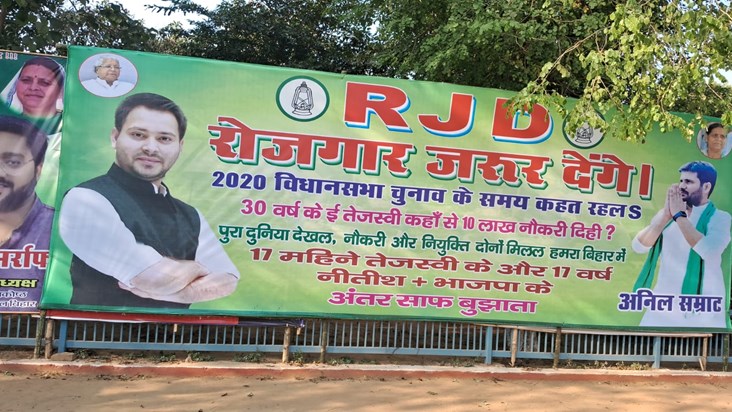 RJD
रोजगार जरूर देंगे।
2020 विधानसभा चुनाव के समय कहत रहलs
30 वर्ष के ई तेजस्वी कहाँ से 10 लाख नौकरी दिही ?
पुरा दुनिया देखल, नौकरी और नियुक्ति दोनों मिलल हमरा बिहार में
17 महिने तेजस्वी के और 17 वर्ष
नीतीश + भाजपा के
अंतर साफ बुझाता
अनिल सम्राट
र्राफ
ध्यक्ष